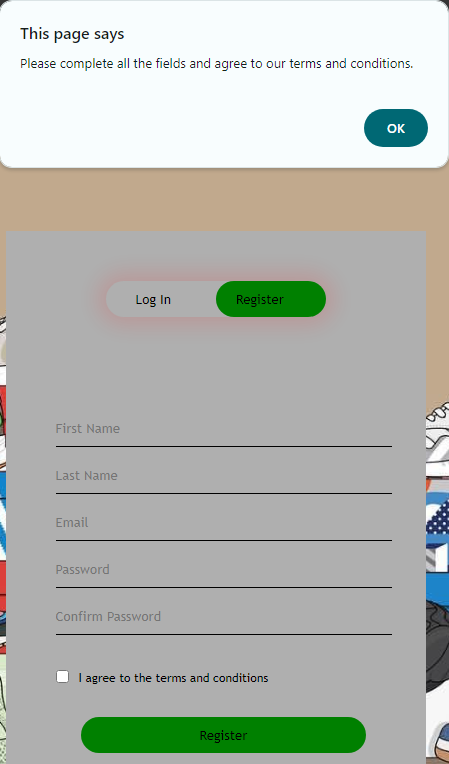 This page says
Please complete all the fields and agree to our terms and conditions.
OK
Log In Register
First Name
Last Name
Email
Password
Confirm Password
I agree to the terms and conditions
Register